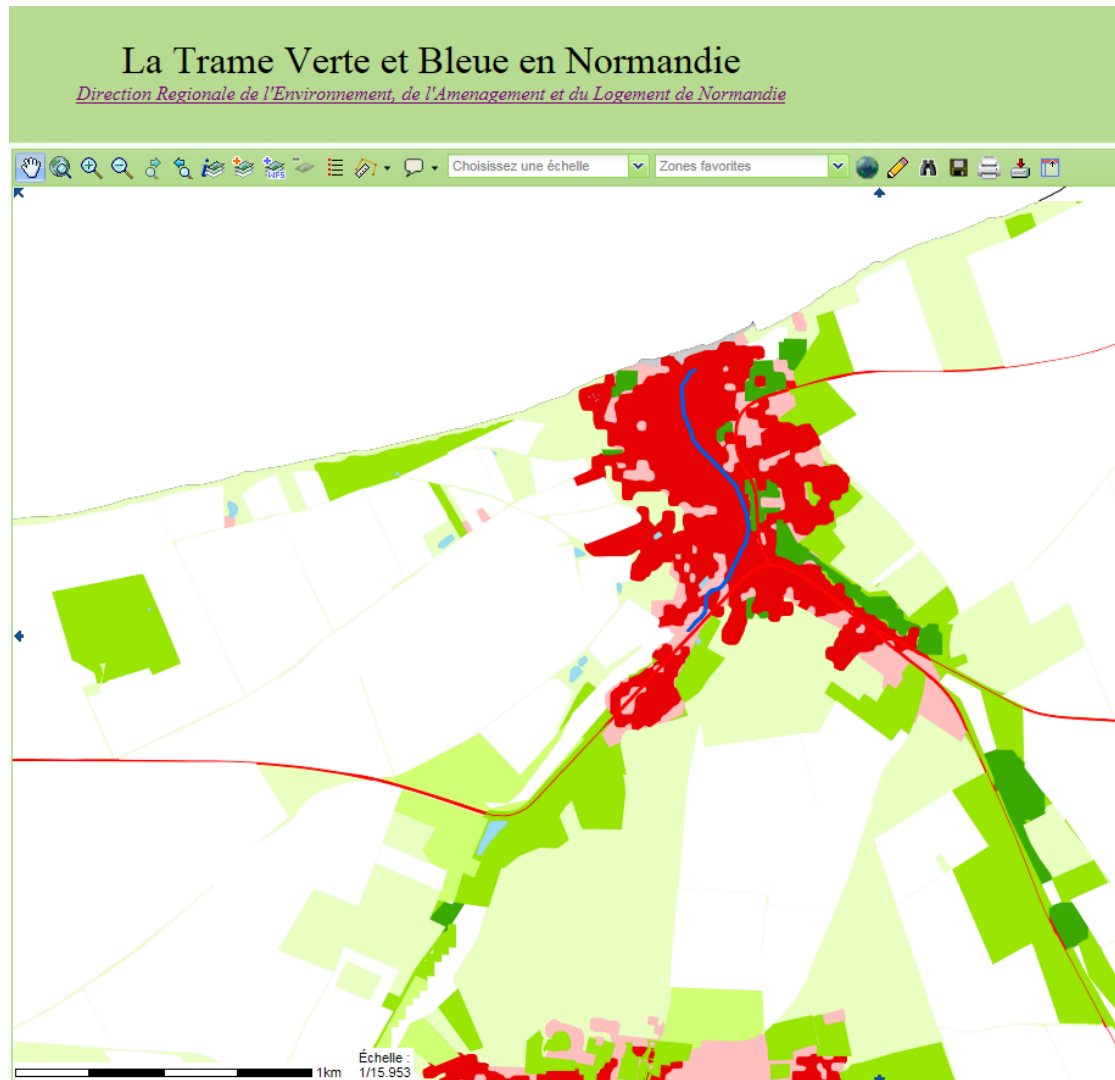 La Trame Verte et Bleue en Normandie
Direction Regionale de l'Environnement, de l'Amenagement et du Logement de Normandie
WFS Choisissez une échelle Zones favorites
Échelle :
1km 1/15.953